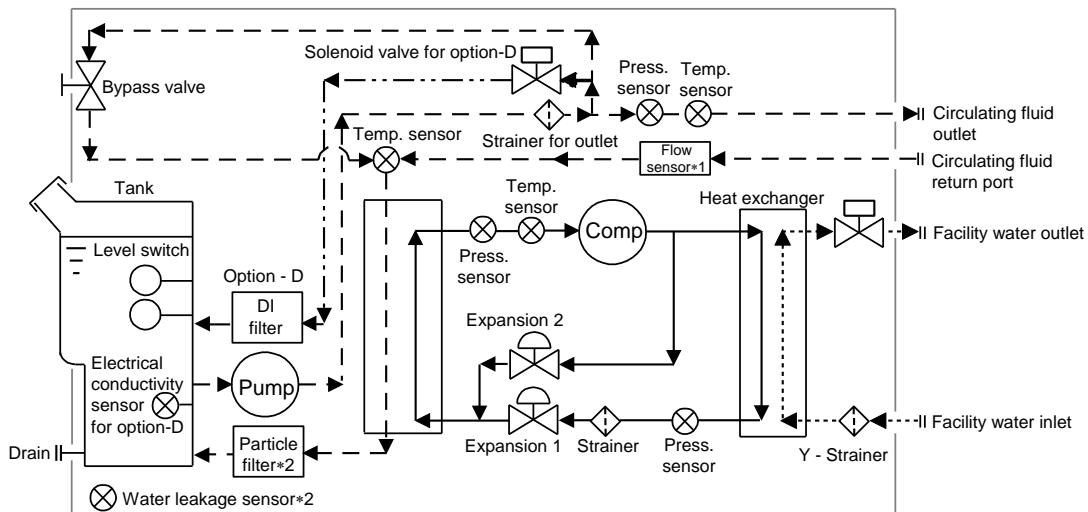 Solenoid valve for option-D
Bypass valve
Press.
sensor
Temp.
sensor
Circulating fluid
outlet
Strainer for outlet
Temp. sensor
Flow
sensor*1
Circulating fluid
return port
Tank
Temp.
sensor
Heat exchanger
Level switch
Comp
Facility water outlet
Press.
sensor
Option - D
DI
filter
Expansion 2
Electrical
conductivity
sensor
for option-D
Pump
Facility water inlet
Expansion 1
Strainer
Press.
sensor
Y - Strainer
Drain
Particle
filter*2
Water leakage sensor*2